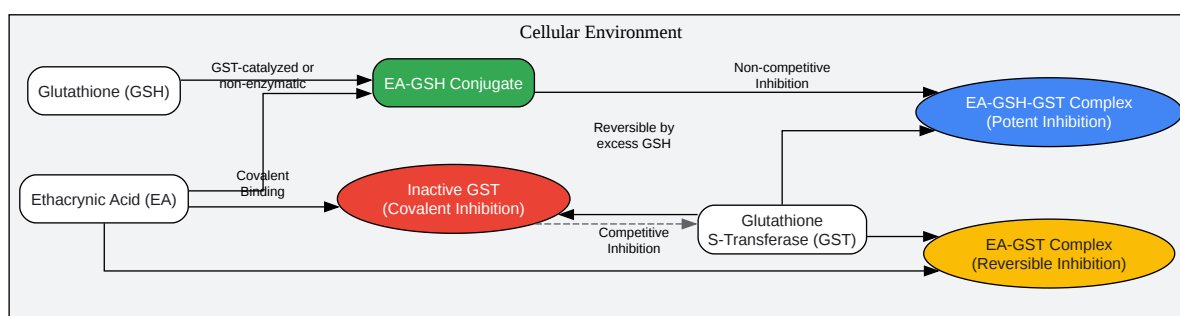 Cellular Environment
Glutathione (GSH)
GST-catalyzed or
non-enzymatic
EA-GSH Conjugate
Non-competitive
Inhibition
EA-GSH-GST Complex
(Potent Inhibition)
Reversible by
excess GSH
Ethacrynic Acid (EA)
Covalent
Binding
Inactive GST
(Covalent Inhibition)
Competitive
Inhibition
Glutathione
S-Transferase (GST)
EA-GST Complex
(Reversible Inhibition)